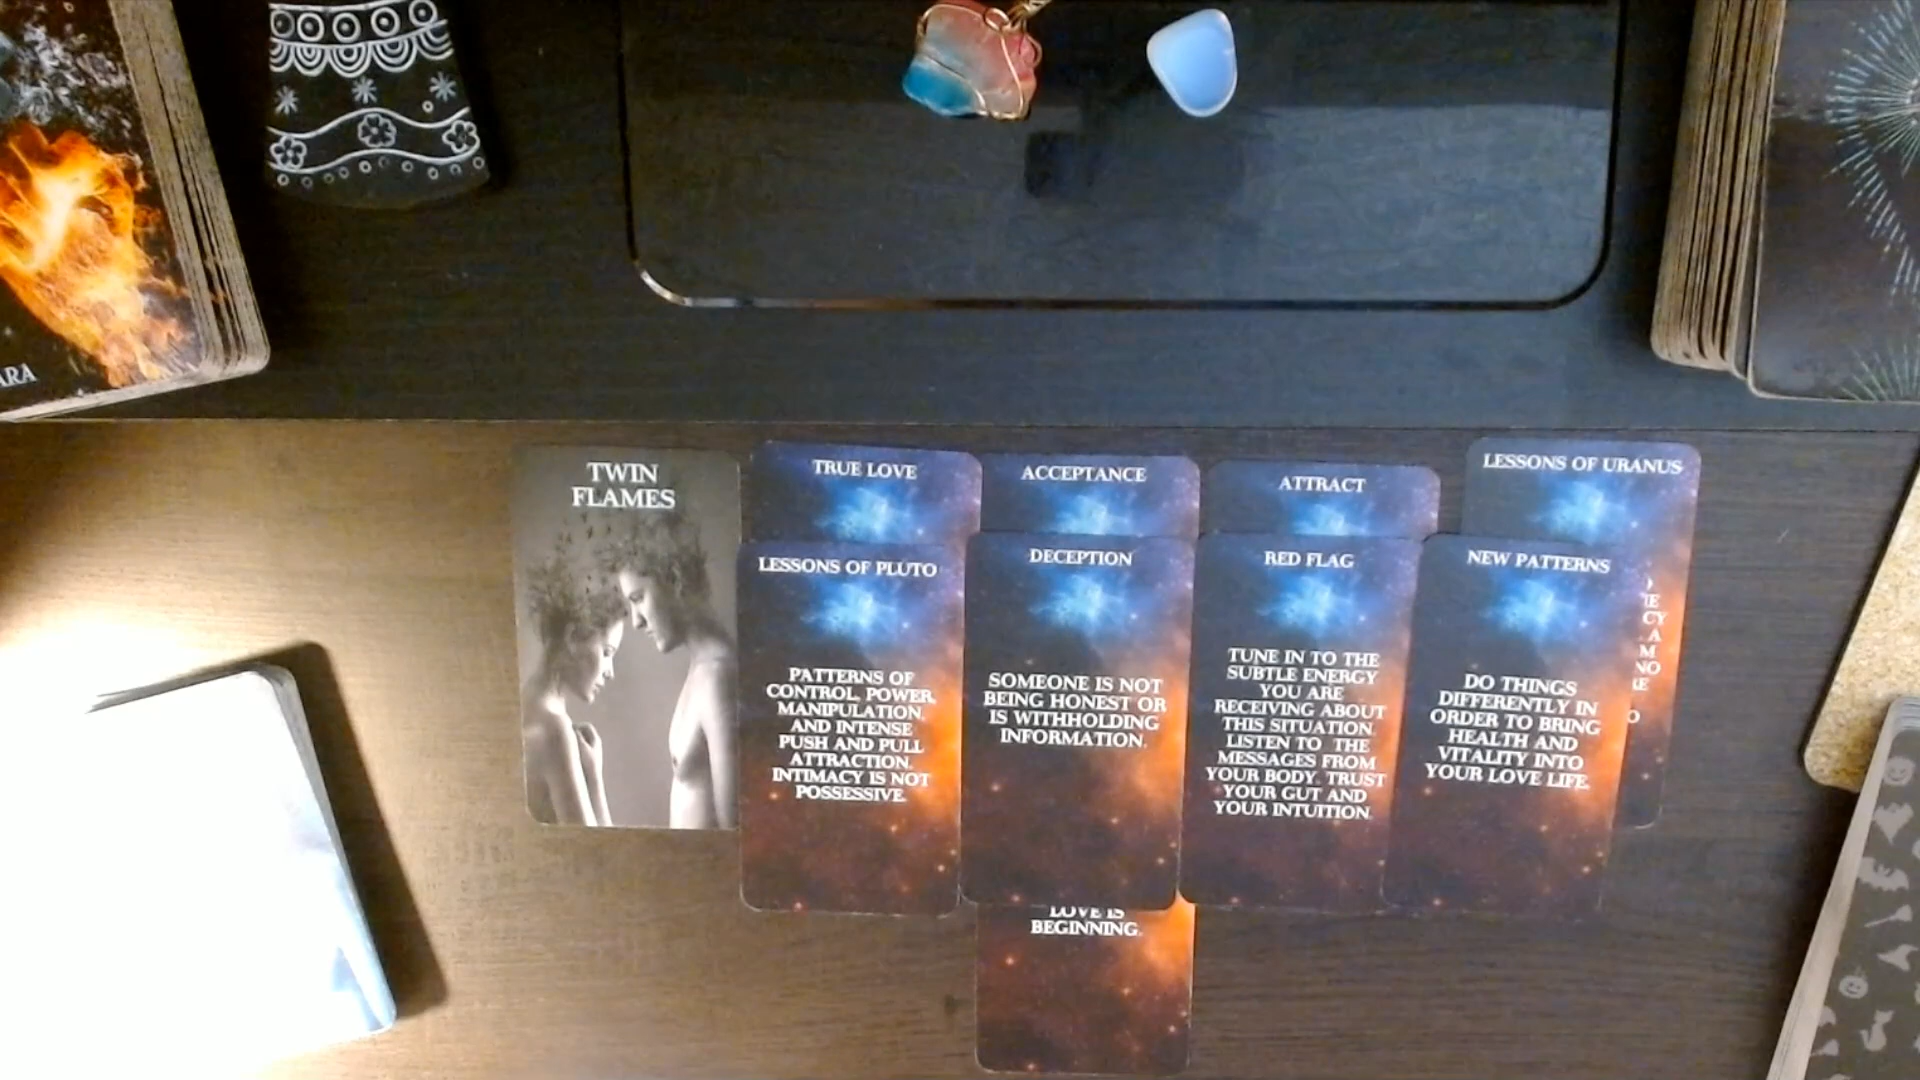 ARA
TWIN
FLAMES
TRUE LOVE
ACCEPTANCE
ATTRACT
LESSONS OF URANUS
LESSONS OF PLUTO
PATTERNS OF
CONTROL, POWER,
MANIPULATION,
AND INTENSE
PUSH AND PULL
ATTRACTION.
INTIMACY IS NOT
POSSESSIVE.
DECEPTION
SOMEONE IS NOT
BEING HONEST OR
IS WITHHOLDING
INFORMATION.
RED FLAG
TUNE IN TO THE
SUBTLE ENERGY
YOU ARE
RECEIVING ABOUT
THIS SITUATION.
LISTEN TO THE
MESSAGES FROM
YOUR BODY. TRUST
YOUR GUT AND
YOUR INTUITION.
NEW PATTERNS
DO THINGS
DIFFERENTLY IN
ORDER TO BRING
HEALTH AND
VITALITY INTO
YOUR LOVE LIFE.
LOVE IS
BEGINNING.